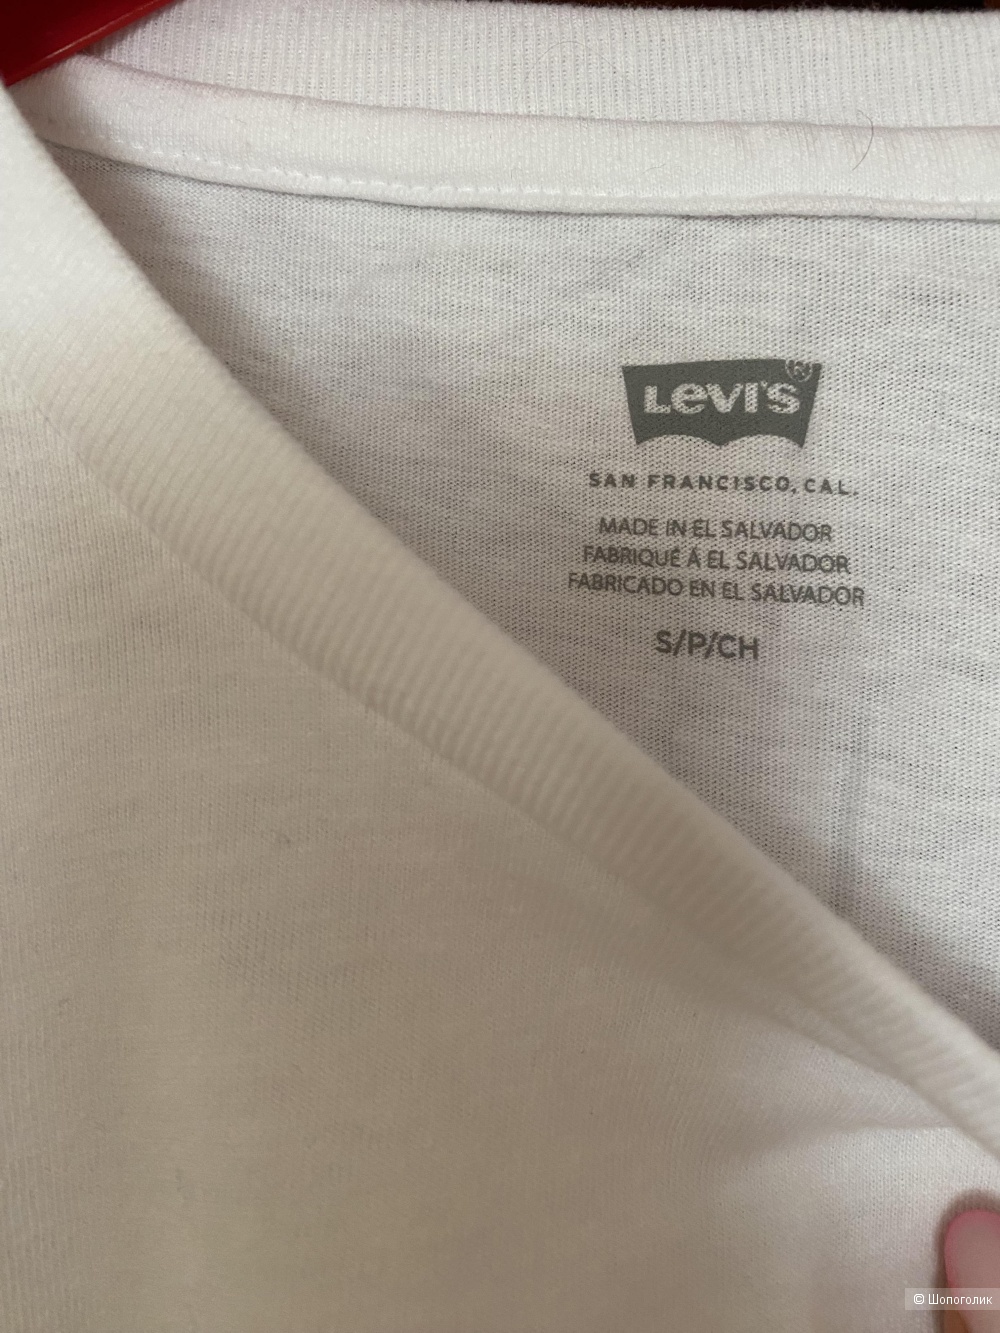 LEVI'S ®
SAN FRANCISCO, CAL.
MADE IN EL SALVADOR
FABRIQUÉ Á EL SALVADOR
FABRICADO EN EL SALVADOR
S/P/CH
© Шопоголик